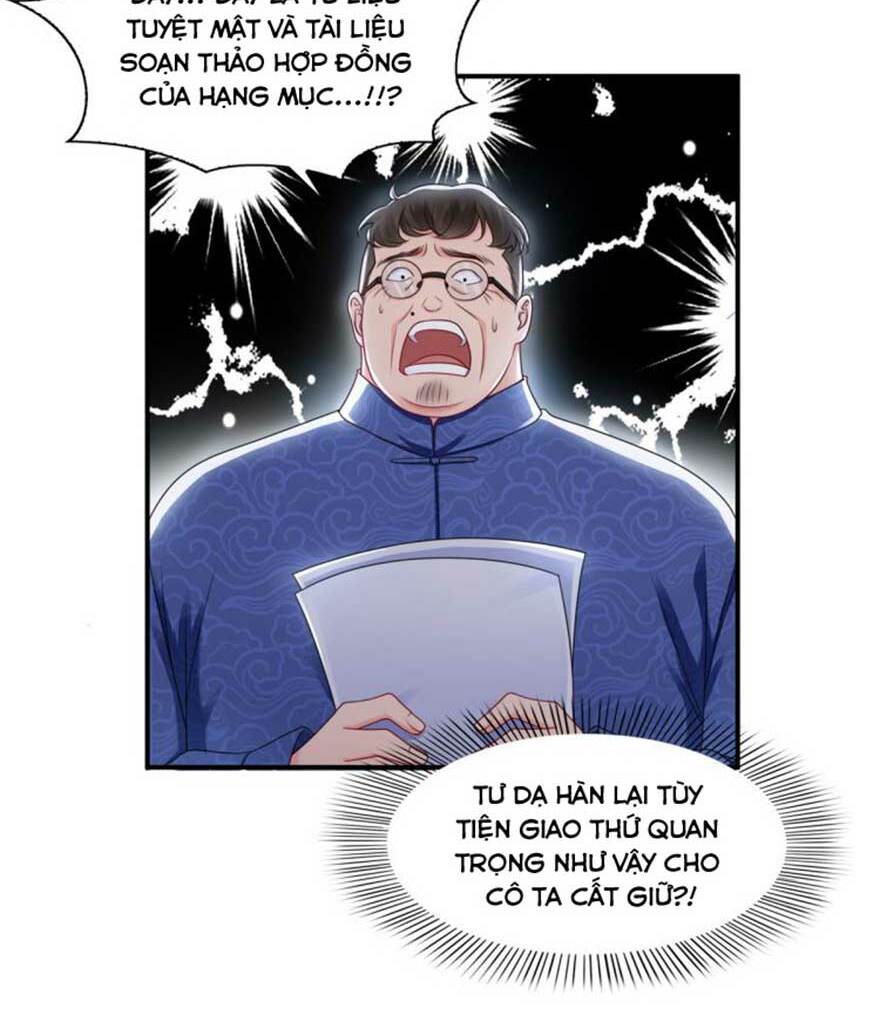 TUYỆT MẬT VÀ TÀI LIỆU
SOẠN THẢO HỢP ĐỒNG
CỦA HẠNG MỤC...!!?
TƯ DẠ HÀN LẠI TÙY
TIỆN GIAO THỨ QUAN
TRỌNG NHƯ VẬY CHO
CÔ TA CẤT GIỮ?!